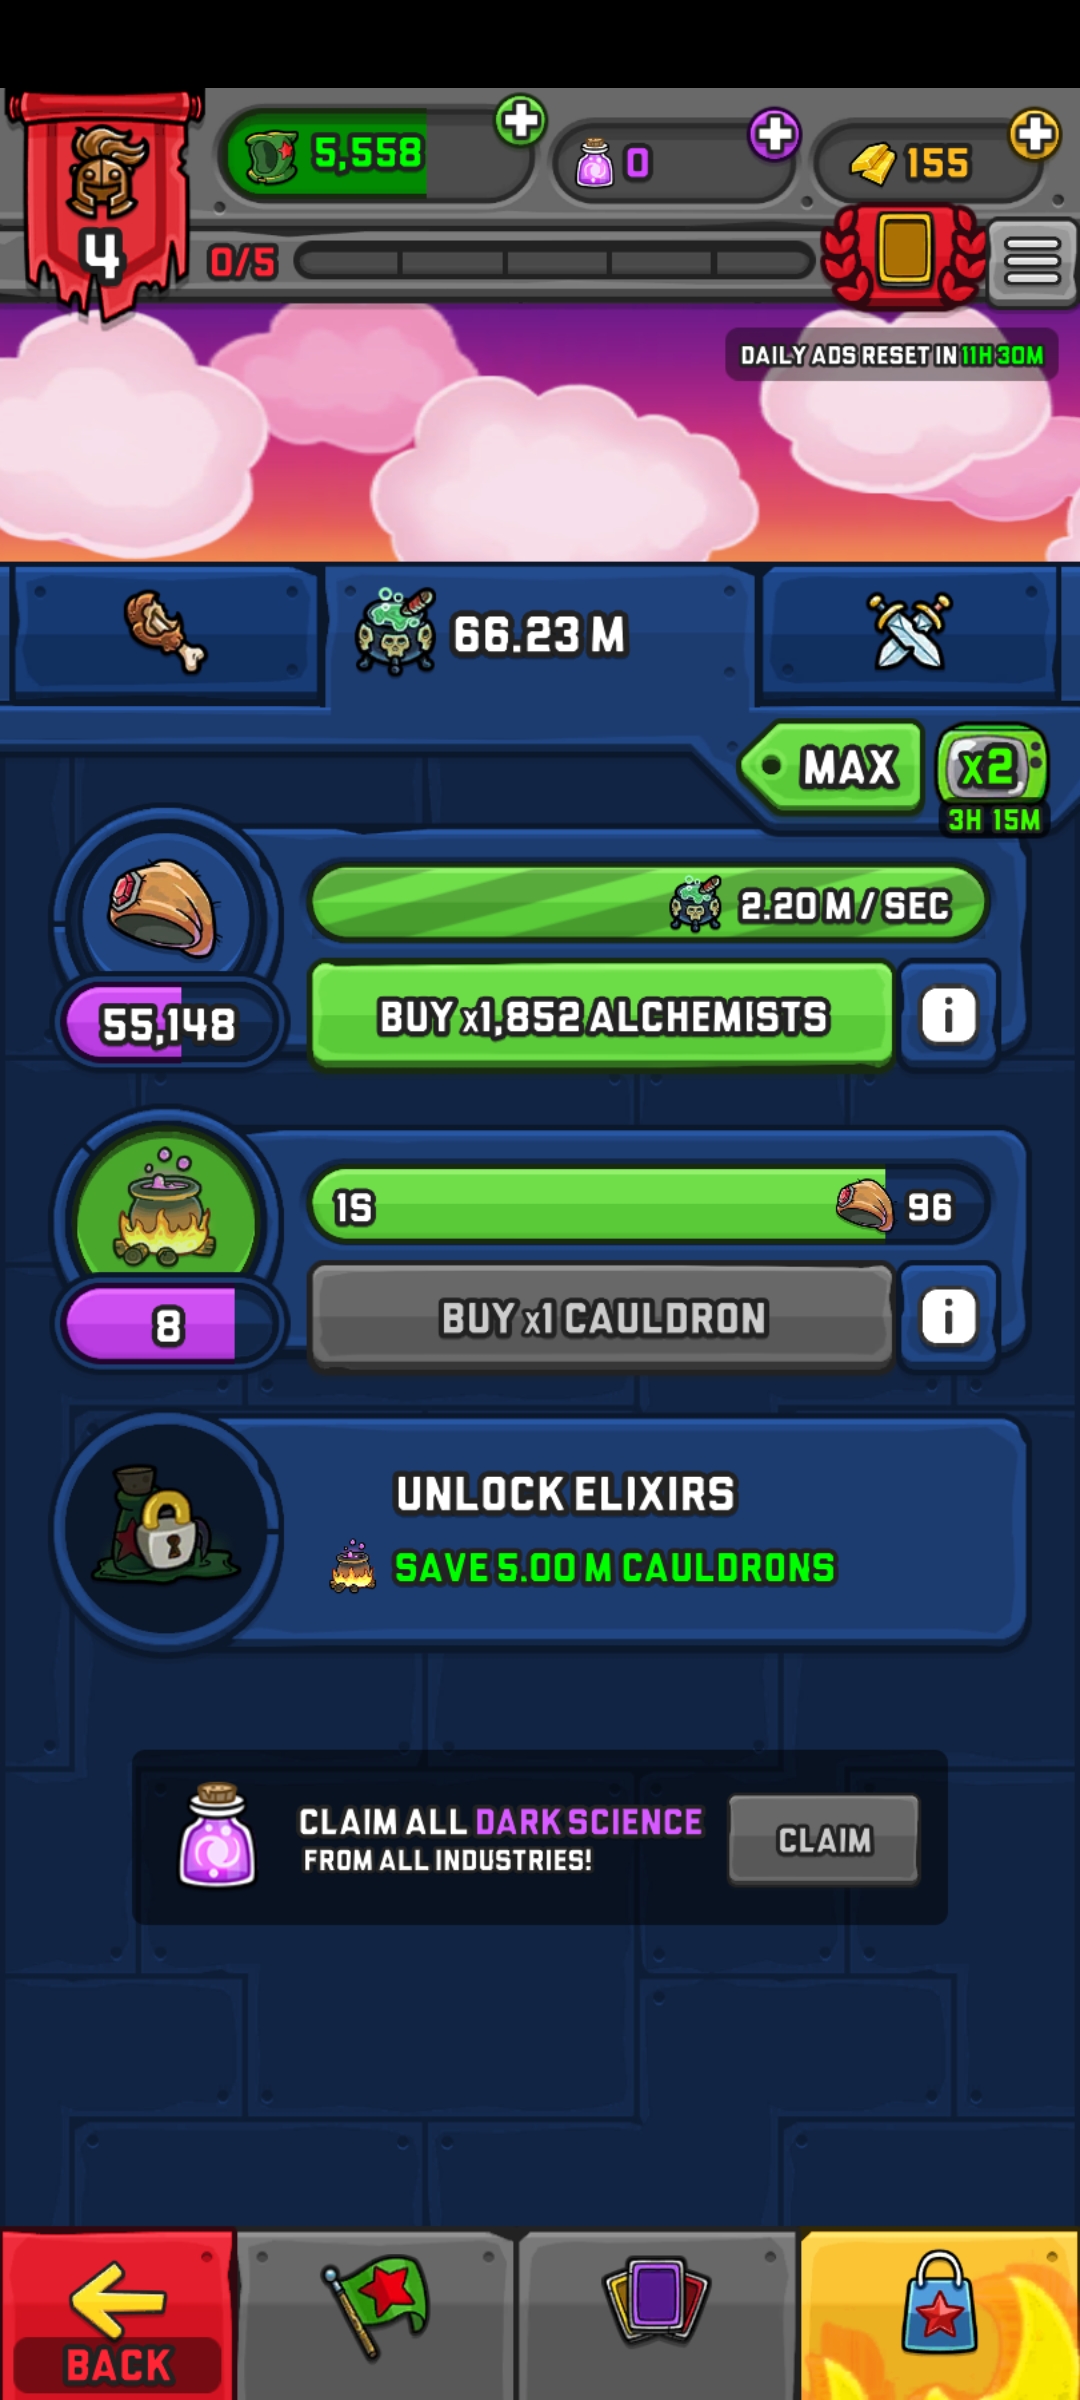 5,558
0
155
4
0/5
DAILY ADS RESET IN 11H 30M
66.23 M
MAX
x2
3H 15M
2.20 M / SEC
55,148
BUY x1,852 ALCHEMISTS
i
1S
96
8
BUY x1 CAULDRON
i
UNLOCK ELIXIRS
SAVE 5.00 M CAULDRONS
CLAIM ALL DARK SCIENCE
FROM ALL INDUSTRIES!
CLAIM
BACK